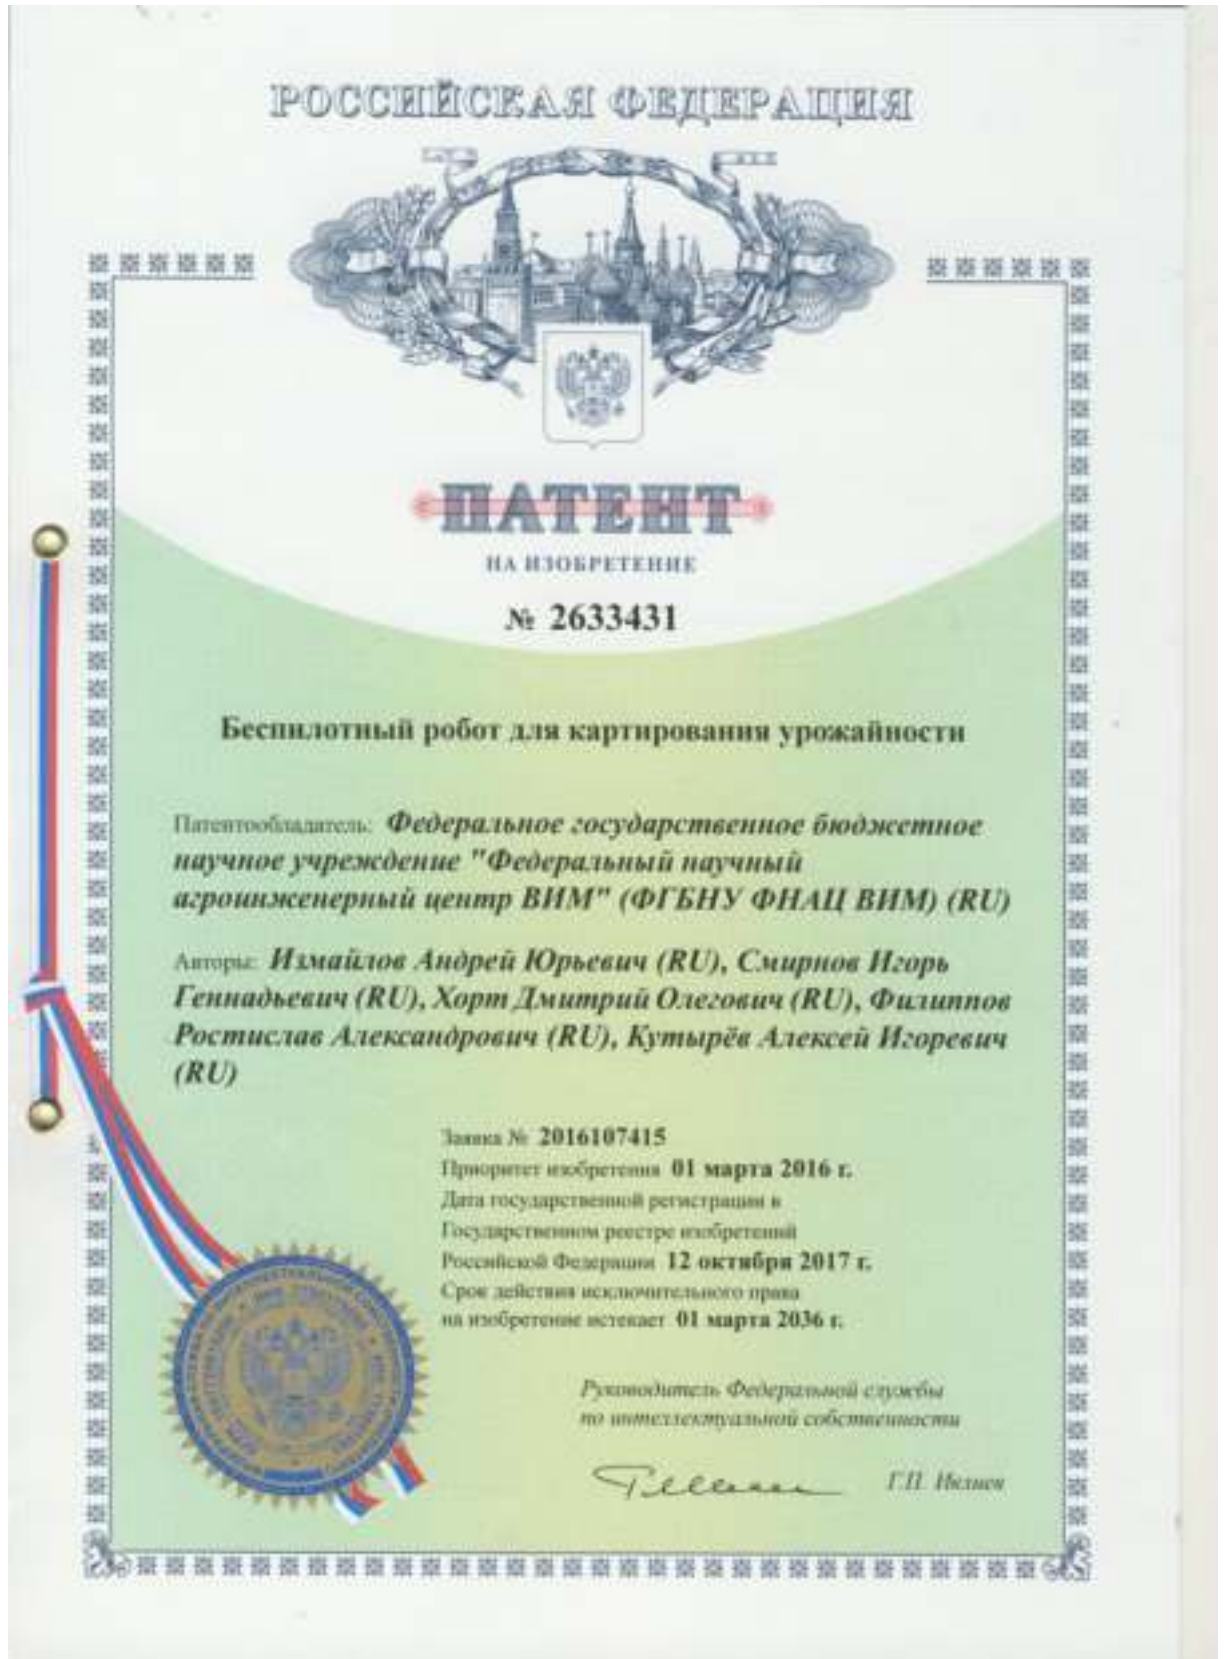 РОССИЙСКАЯ ФЕДЕРАЦИЯ
ПАТЕНТ
НА ИЗОБРЕТЕНИЕ
№ 2633431
Беспилотный робот для картирования урожайности
Патентообладатель: Федеральное государственное бюджетное
научное учреждение "Федеральный научный
агроинженерный центр ВИМ" (ФГБНУ ФНАЦ ВИМ) (RU)
Авторы: Измайлов Андрей Юрьевич (RU), Смирнов Игорь
Геннадьевич (RU), Хорт Дмитрий Олегович (RU), Филиппов
Ростислав Александрович (RU), Кутырёв Алексей Игоревич
(RU)
Заявка № 2016107415
Приоритет изобретения 01 марта 2016 г.
Дата государственной регистрации в
Государственном реестре изобретений
Российской Федерации 12 октября 2017 г.
Срок действия исключительного права
на изобретение истекает 01 марта 2036 г.
Руководитель Федеральной службы
по интеллектуальной собственности
Г.П. Ивлиев